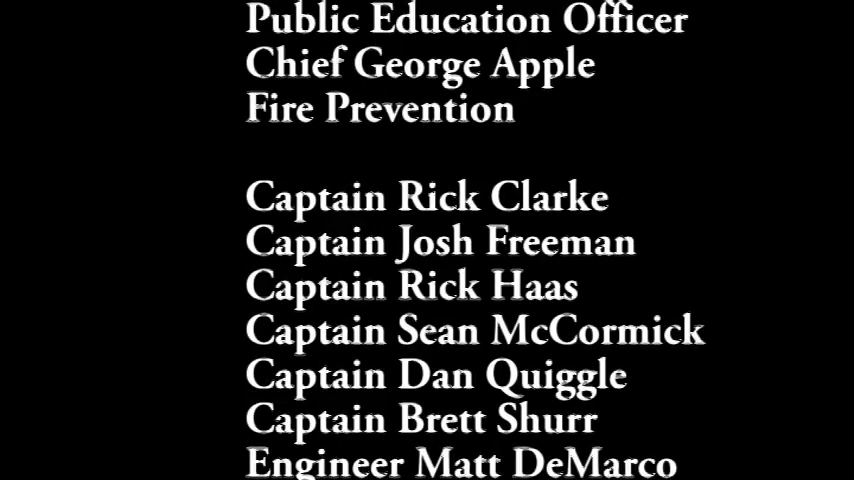 Public Education Officer
Chief George Apple
Fire Prevention
Captain Rick Clarke
Captain Josh Freeman
Captain Rick Haas
Captain Sean McCormick
Captain Dan Quiggle
Captain Brett Shurr
Engineer Matt DeMarco